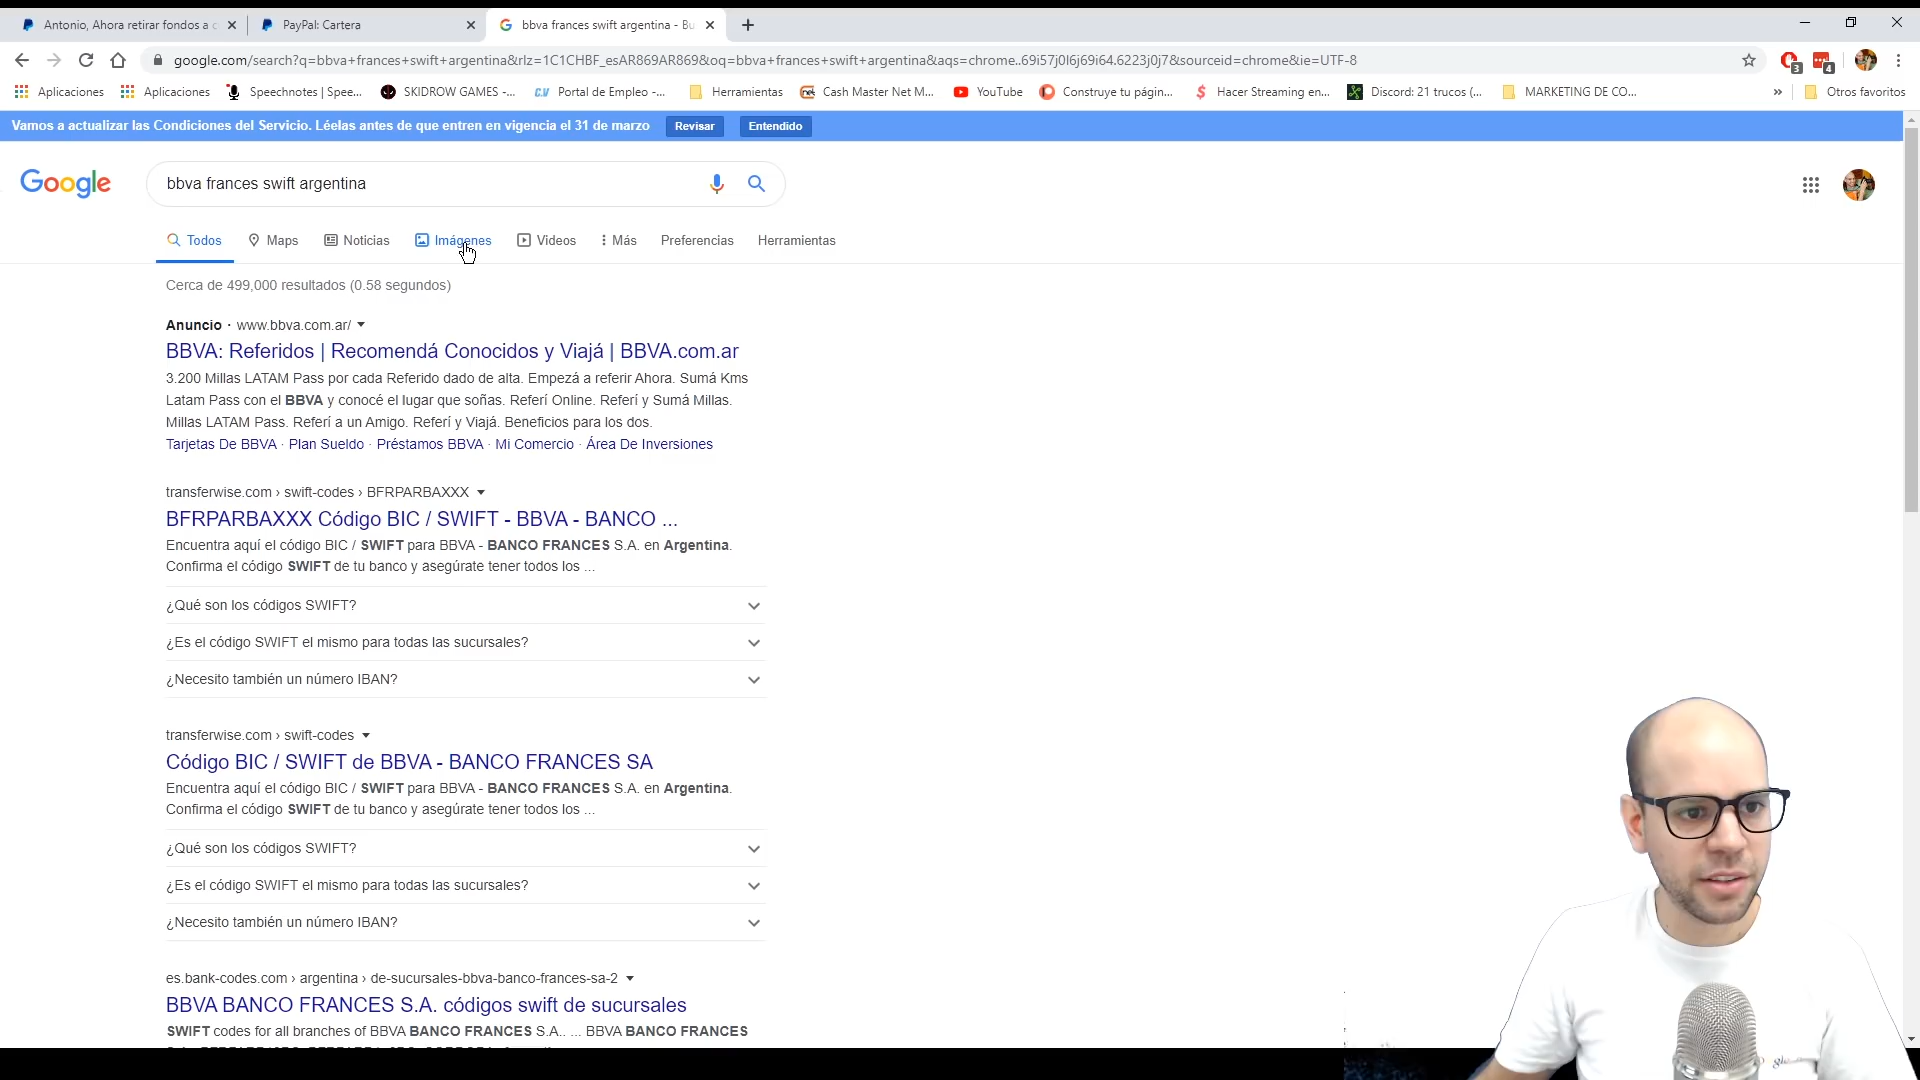 Antonio, Ahora retirar fondos a c
PayPal: Cartera
bbva frances swift argentina - Bu
google.com/search?q=bbva+frances+swift+argentina&rlz=1C1CHBF_esAR869AR869&oq=bbva+frances+swift+argentina&aqs=chrome..69i57j0l6j69i64.6223j0j7&sourceid=chrome&ie=UTF-8
3
4
Aplicaciones
Aplicaciones
Speechnotes | Spee...
SKIDROW GAMES -...
Portal de Empleo -...
Herramientas
Cash Master Net M...
YouTube
Construye tu págin...
Hacer Streaming en...
Discord: 21 trucos (...
MARKETING DE CO...
»
Otros favoritos
Vamos a actualizar las Condiciones del Servicio. Léelas antes de que entren en vigencia el 31 de marzo
Revisar
Entendido
Google
bbva frances swift argentina
Todos
Maps
Noticias
Imágenes
Videos
Más
Preferencias
Herramientas
Cerca de 499,000 resultados (0.58 segundos)
Anuncio · www.bbva.com.ar/
BBVA: Referidos | Recomendá Conocidos y Viajá | BBVA.com.ar
3.200 Millas LATAM Pass por cada Referido dado de alta. Empezá a referir Ahora. Sumá Kms
Latam Pass con el BBVA y conocé el lugar que soñas. Referí Online. Referí y Sumá Millas.
Millas LATAM Pass. Referí a un Amigo. Referí y Viajá. Beneficios para los dos.
Tarjetas De BBVA · Plan Sueldo · Préstamos BBVA · Mi Comercio · Área De Inversiones
transferwise.com › swift-codes › BFRPARBAXXX
BFRPARBAXXX Código BIC / SWIFT - BBVA - BANCO ...
Encuentra aquí el código BIC / SWIFT para BBVA - BANCO FRANCES S.A. en Argentina.
Confirma el código SWIFT de tu banco y asegúrate tener todos los ...
¿Qué son los códigos SWIFT?
¿Es el código SWIFT el mismo para todas las sucursales?
¿Necesito también un número IBAN?
transferwise.com › swift-codes
Código BIC / SWIFT de BBVA - BANCO FRANCES SA
Encuentra aquí el código BIC / SWIFT para BBVA - BANCO FRANCES S.A. en Argentina.
Confirma el código SWIFT de tu banco y asegúrate tener todos los ...
¿Qué son los códigos SWIFT?
¿Es el código SWIFT el mismo para todas las sucursales?
¿Necesito también un número IBAN?
es.bank-codes.com › argentina › de-sucursales-bbva-banco-frances-sa-2
BBVA BANCO FRANCES S.A. códigos swift de sucursales
SWIFT codes for all branches of BBVA BANCO FRANCES S.A.. ... BBVA BANCO FRANCES